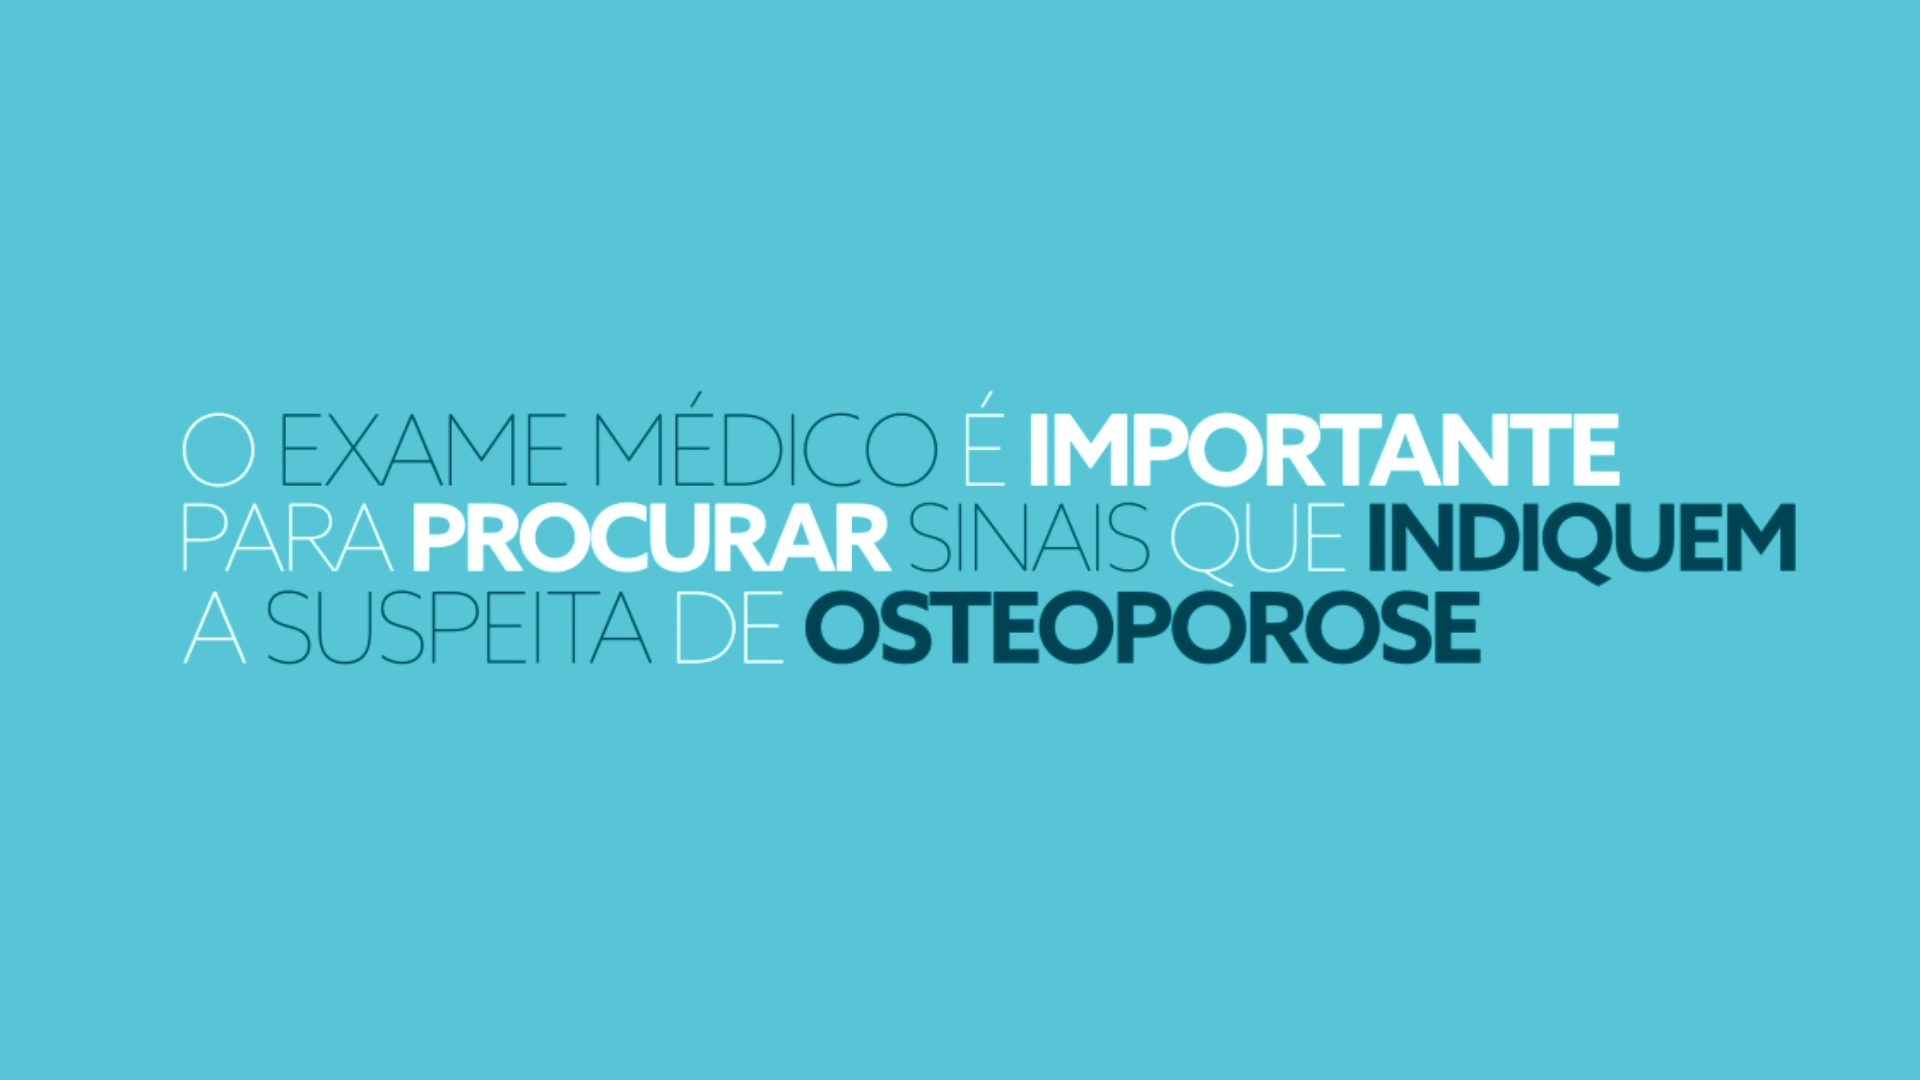 O EXAME MÉDICO É IMPORTANTE
PARA PROCURAR SINAIS QUE INDIQUEM
A SUSPEITA DE OSTEOPOROSE